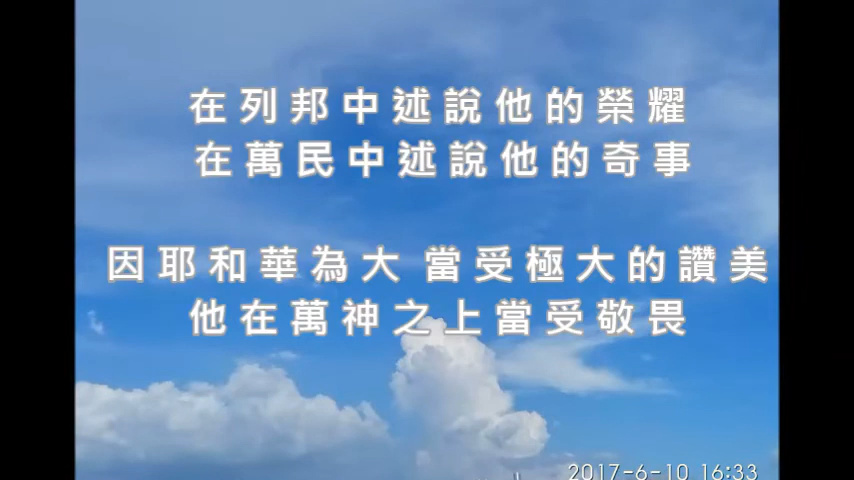 在列邦中述說他的榮耀
在萬民中述說他的奇事
因耶和華為大 當受極大的讚美
他在萬神之上當受敬畏
2017-6-10 16:33